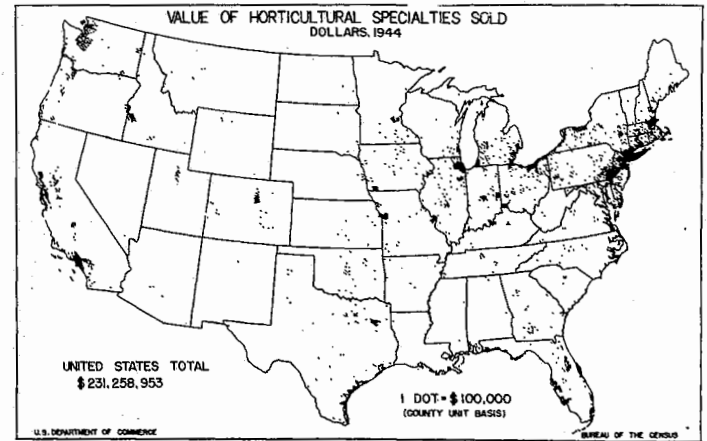 VALUE OF HORTICULTURAL SPECIALTIES SOLD
DOLLARS, 1944
UNITED STATES TOTAL
$231,258,953
1 DOT = $100,000
(COUNTY UNIT BASIS)
U.S. DEPARTMENT OF COMMERCE
BUREAU OF THE CENSUS